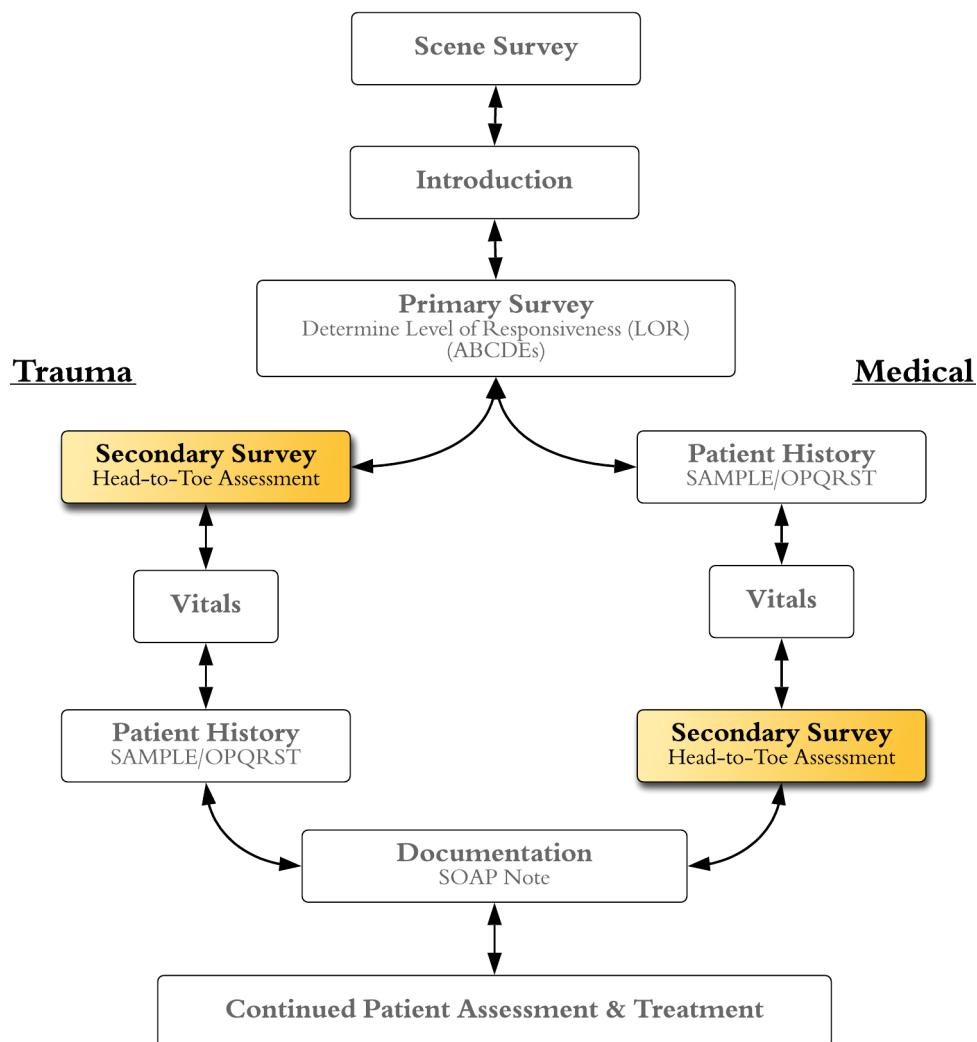 Scene Survey
Introduction
Primary Survey
Determine Level of Responsiveness (LOR)
(ABCDEs)
Trauma
Medical
Secondary Survey
Head-to-Toe Assessment
Patient History
SAMPLE/OPQRST
Vitals
Vitals
Patient History
SAMPLE/OPQRST
Secondary Survey
Head-to-Toe Assessment
Documentation
SOAP Note
Continued Patient Assessment & Treatment